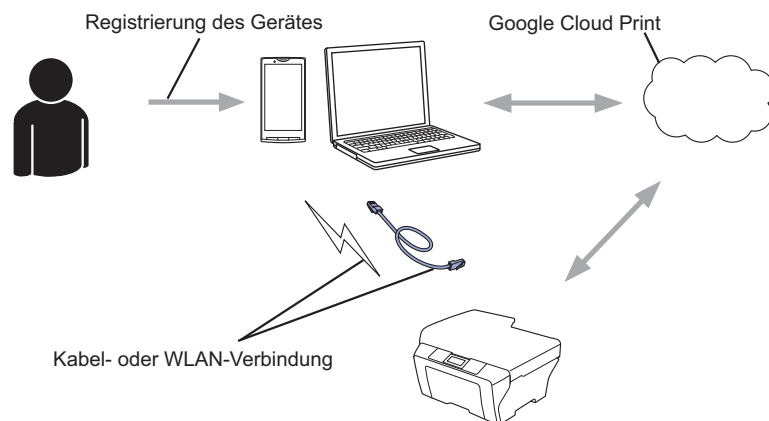 Registrierung des Gerätes
Google Cloud Print
Kabel- oder WLAN-Verbindung